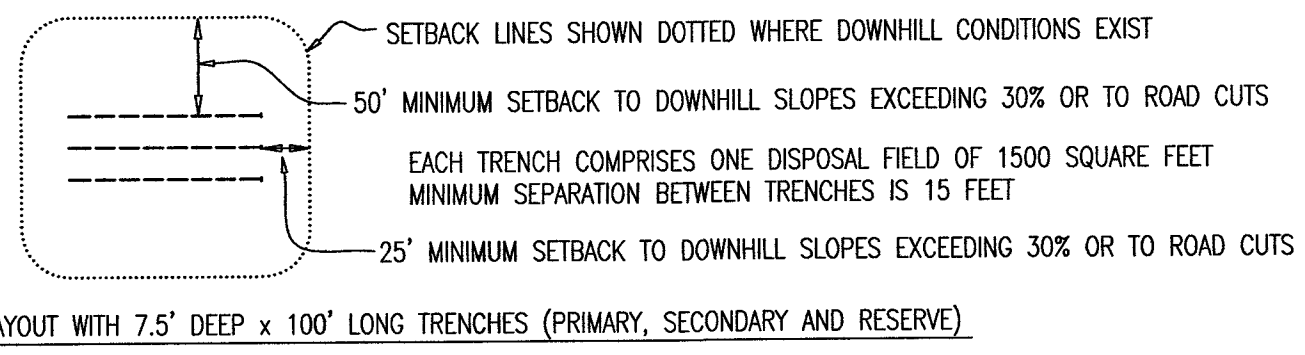 SETBACK LINES SHOWN DOTTED WHERE DOWNHILL CONDITIONS EXIST
50' MINIMUM SETBACK TO DOWNHILL SLOPES EXCEEDING 30% OR TO ROAD CUTS
EACH TRENCH COMPRISES ONE DISPOSAL FIELD OF 1500 SQUARE FEET
MINIMUM SEPARATION BETWEEN TRENCHES IS 15 FEET
25' MINIMUM SETBACK TO DOWNHILL SLOPES EXCEEDING 30% OR TO ROAD CUTS
AYOUT WITH 7.5' DEEP x 100' LONG TRENCHES (PRIMARY, SECONDARY AND RESERVE)